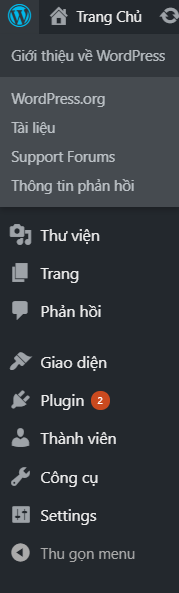 Trang Chủ
Giới thiệu về WordPress
WordPress.org
Tài liệu
Support Forums
Thông tin phản hồi
Thư viện
Trang
Phản hồi
Giao diện
Plugin 2
Thành viên
Công cụ
Settings
Thu gọn menu